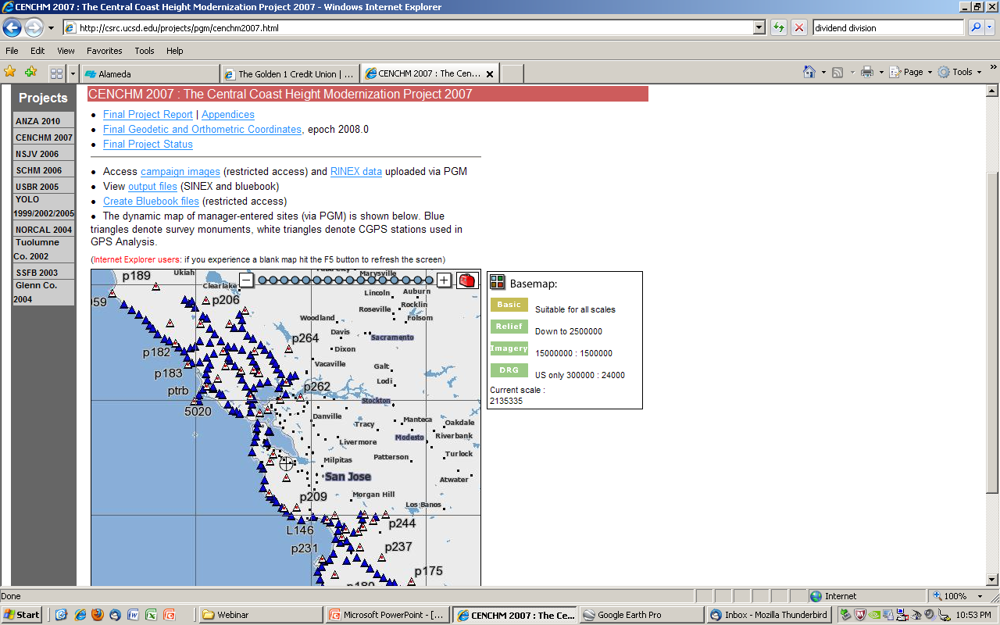 CENCHM 2007 : The Central Coast Height Modernization Project 2007 - Windows Internet Explorer
http://csrc.ucsd.edu/projects/pgm/cenchm2007.html
dividend division
File Edit View Favorites Tools Help
Alameda
The Golden 1 Credit Union | ...
CENCHM 2007 : The Cen...
Page
Tools
Projects
ANZA 2010
CENCHM 2007
NSJV 2006
SCHM 2006
USBR 2005
YOLO
1999/2002/2005
NORCAL 2004
Tuolumne
Co. 2002
SSFB 2003
Glenn Co.
2004
CENCHM 2007 : The Central Coast Height Modernization Project 2007
• Final Project Report | Appendices
• Final Geodetic and Orthometric Coordinates, epoch 2008.0
• Final Project Status
• Access campaign images (restricted access) and RINEX data uploaded via PGM
• View output files (SINEX and bluebook)
• Create Bluebook files (restricted access)
• The dynamic map of manager-entered sites (via PGM) is shown below. Blue
triangles denote survey monuments, white triangles denote CGPS stations used in
GPS Analysis.
(Internet Explorer users: if you experience a blank map hit the F5 button to refresh the screen)
p189
Ukiah
Marysville
Clearlake
Lincoln
Auburn
59
p206
Roseville
Rocklin
Woodland
Folsom
Davis
Sacramento
p264
Dixon
p182
Vacaville
Galt
p183
Lodi
ptrb
p262
Stockton
5020
Danville
Manteca
Oakdale
Tracy
Modesto
Riverbank
Livermore
Turlock
Milpitas
Patterson
San Jose
Atwater
p209
Morgan Hill
Los Banos
L146
p244
p231
p237
p175
p180
Basemap:
Basic Suitable for all scales
Relief Down to 2500000
Imagery 15000000 : 1500000
DRG US only 300000 : 24000
Current scale :
2135335
Done
Internet
100%
Start
Webinar
Microsoft PowerPoint - [...
CENCHM 2007 : The Ce...
Google Earth Pro
Inbox - Mozilla Thunderbird
10:53 PM